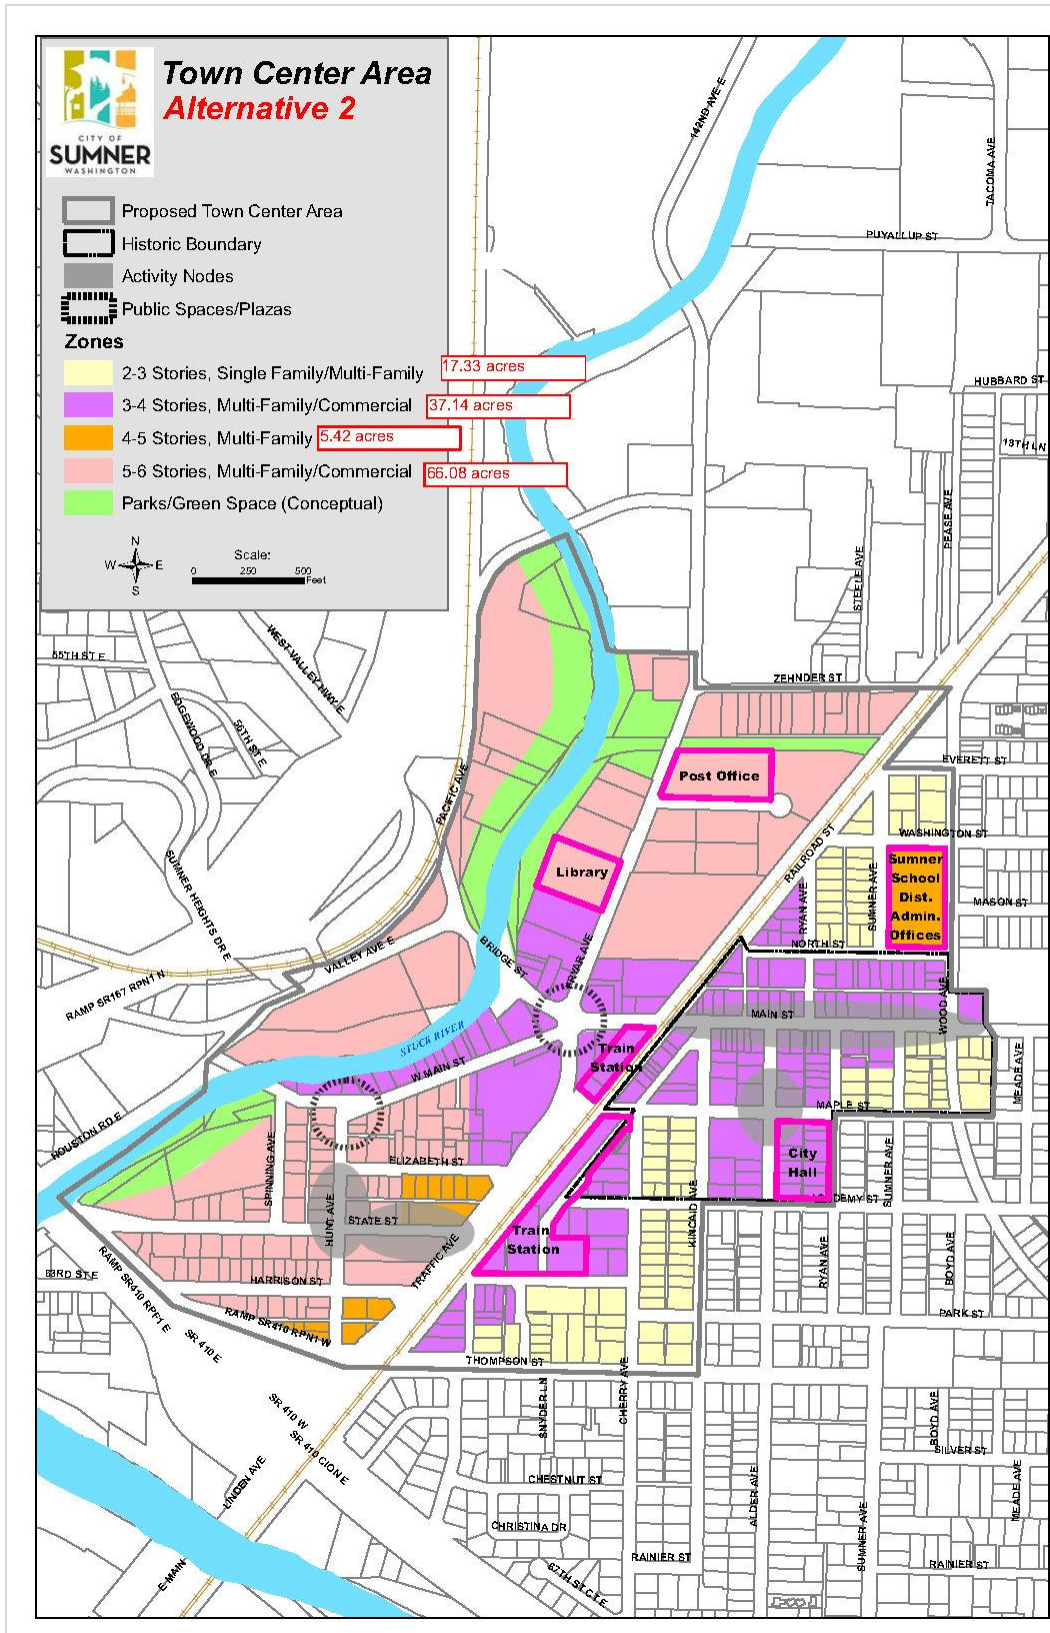 Town Center Area
Alternative 2
CITY OF
SUMNER
WASHINGTON
Proposed Town Center Area
Historic Boundary
Activity Nodes
Public Spaces/Plazas
Zones
2-3 Stories, Single Family/Multi-Family 17.33 acres
3-4 Stories, Multi-Family/Commercial 37.14 acres
4-5 Stories, Multi-Family 5.42 acres
5-6 Stories, Multi-Family/Commercial 66.08 acres
Parks/Green Space (Conceptual)
N
W E
S
Scale:
0 250 500
Feet
142ND AVE E
TACOMA AVE
PUYALLUP ST
HUBBARD ST
18TH LN
PEASE AVE
STEELE AVE
55TH ST E
WEST VALLEY HWY E
EDGEWOOD DR E
56TH ST E
ZEHNDER ST
EVERETT ST
PACIFIC AVE
Post Office
WASHINGTON ST
RAILROAD ST
SUMNER HEIGHTS DR E
Library
Sumner
School
Dist.
Admin.
Offices
SUMNER AVE
RYAN AVE
MASON ST
NORTH ST
VALLEY AVE E
BRIDGE ST
FRYAR AVE
RAMP SR167 RPN1 N
WOOD AVE
MAIN ST
STUCK RIVER
W MAIN ST
Train
Station
MEADE AVE
MAPLE ST
HOUSTON RD E
SPINNING AVE
ELIZABETH ST
City
Hall
SUMNER AVE
HUNT AVE
STATE ST
KINCAID AVE
Train
Station
TRAFFIC AVE
RYAN AVE
BOYD AVE
63RD ST E
RAMP SR410 RPF1 E
HARRISON ST
RAMP SR410 RPN1 W
PARK ST
SR 410 E
THOMPSON ST
SNYDER LN
CHERRY AVE
SR 410 W
BOYD AVE
SILVER ST
LINDEN AVE
CHESTNUT ST
ALDER AVE
MEADE AVE
CHRISTINA DR
SUMNER AVE
RAINIER ST
RAINIER ST
E MAIN
67TH ST CT E